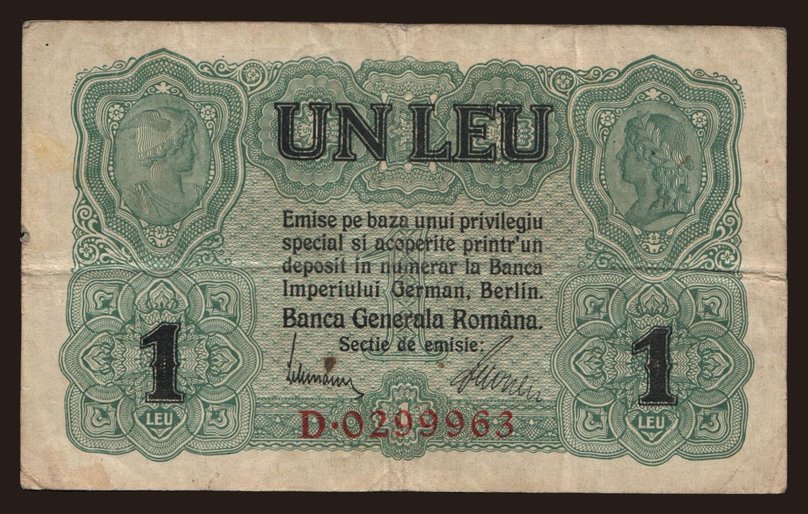 UN LEU
Emise pe baza unui privilegiu
special si acoperite printr'un
deposit in numerar la Banca
Imperiului German, Berlin.
Banca Generala Româna.
Sectie de emisie:
1
1
1
LEU
LEU
D·0299963